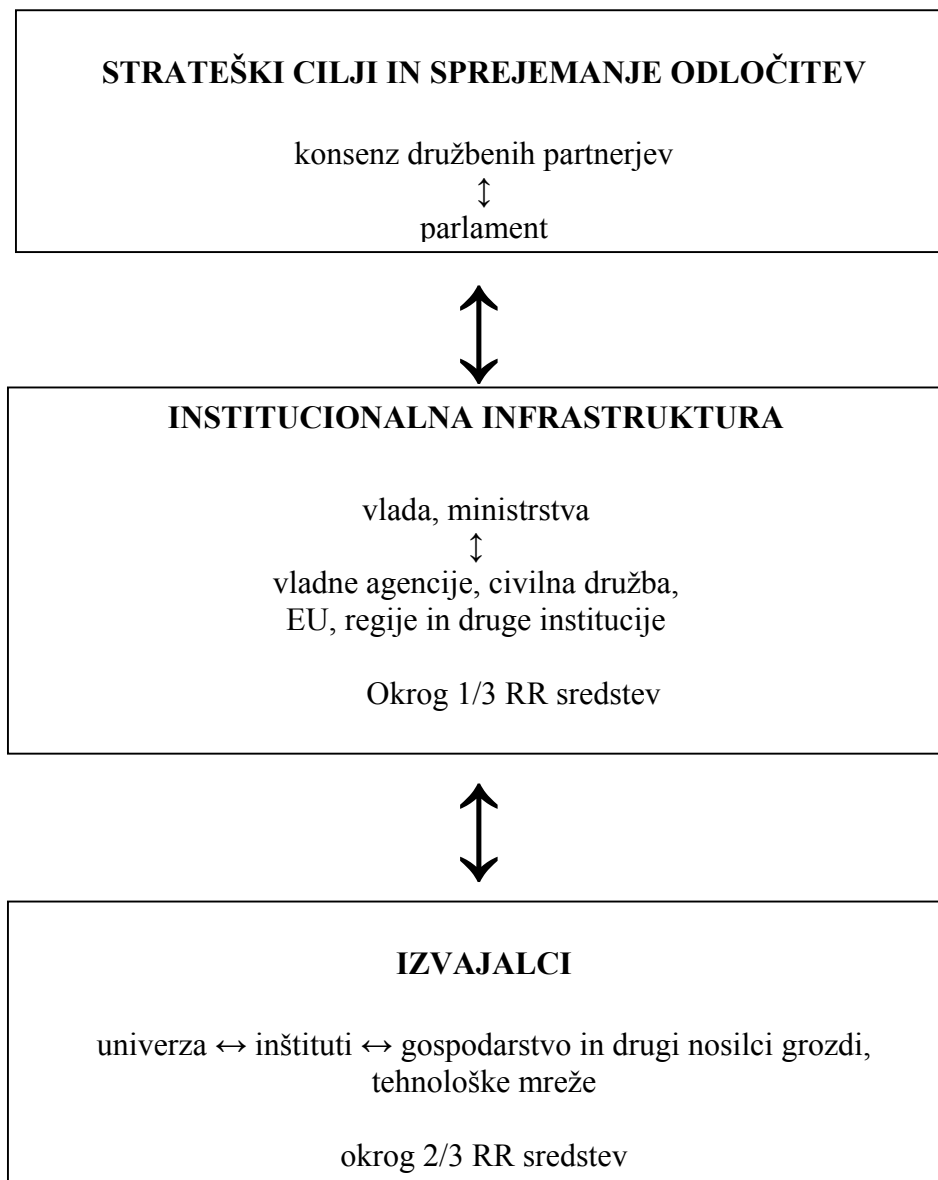 STRATEŠKI CILJI IN SPREJEMANJE ODLOČITEV
konsenz družbenih partnerjev
↕
parlament
↕
INSTITUCIONALNA INFRASTRUKTURA
vlada, ministrstva
↕
vladne agencije, civilna družba,
EU, regije in druge institucije
Okrog 1/3 RR sredstev
↕
IZVAJALCI
univerza ↔ inštituti ↔ gospodarstvo in drugi nosilci grozdi,
tehnološke mreže
okrog 2/3 RR sredstev